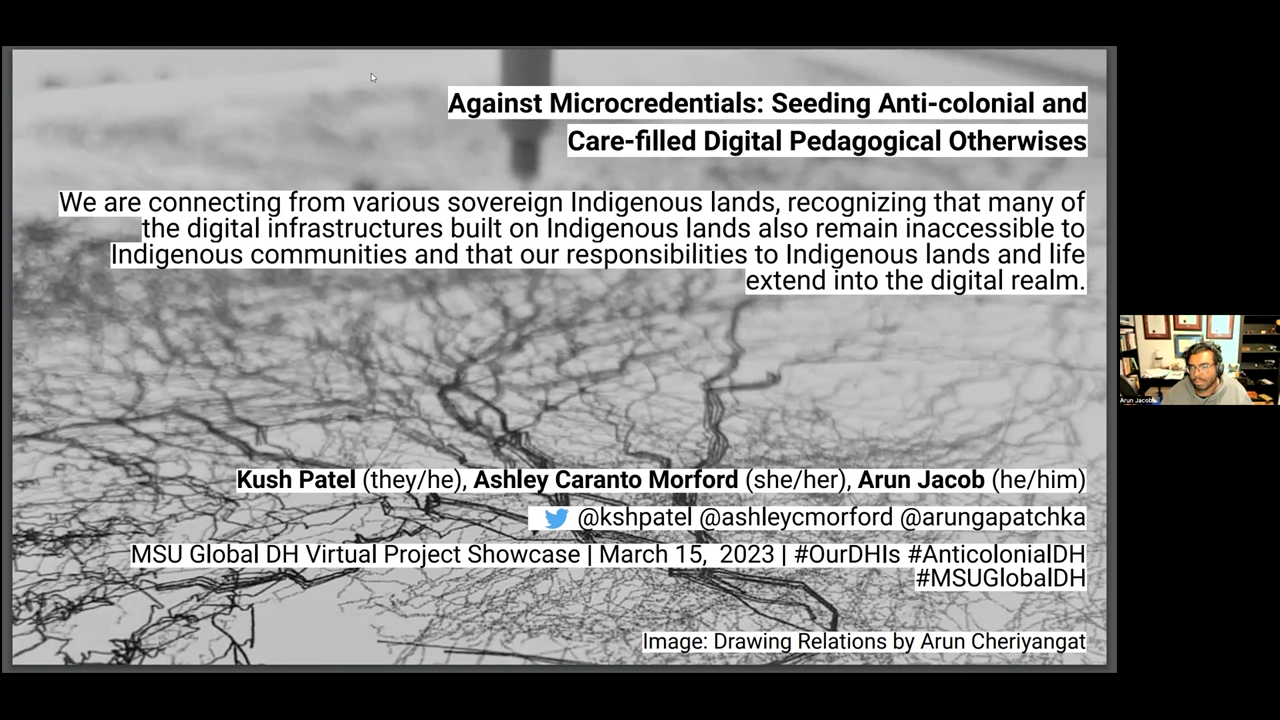 Against Microcredentials: Seeding Anti-colonial and
Care-filled Digital Pedagogical Otherwises
We are connecting from various sovereign Indigenous lands, recognizing that many of
the digital infrastructures built on Indigenous lands also remain inaccessible to
Indigenous communities and that our responsibilities to Indigenous lands and life
extend into the digital realm.
Kush Patel (they/he), Ashley Caranto Morford (she/her), Arun Jacob (he/him)
@kshpatel @ashleycmorford @arungapatchka
MSU Global DH Virtual Project Showcase | March 15, 2023 | #OurDHIs #AnticolonialDH
#MSUGlobalDH
Image: Drawing Relations by Arun Cheriyangat
Arun Jacob